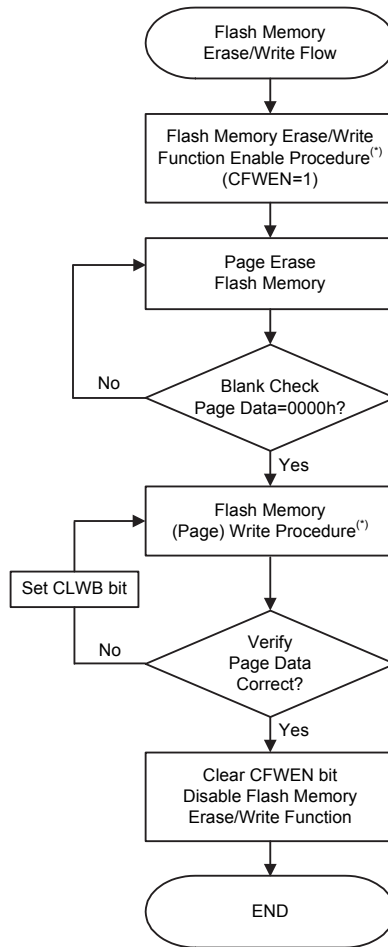 Flash Memory
Erase/Write Flow
Flash Memory Erase/Write
Function Enable Procedure(*)
(CFWEN=1)
Page Erase
Flash Memory
Blank Check
Page Data=0000h?
No
Yes
Flash Memory
(Page) Write Procedure(*)
Set CLWB bit
Verify
Page Data
Correct?
No
Yes
Clear CFWEN bit
Disable Flash Memory
Erase/Write Function
END